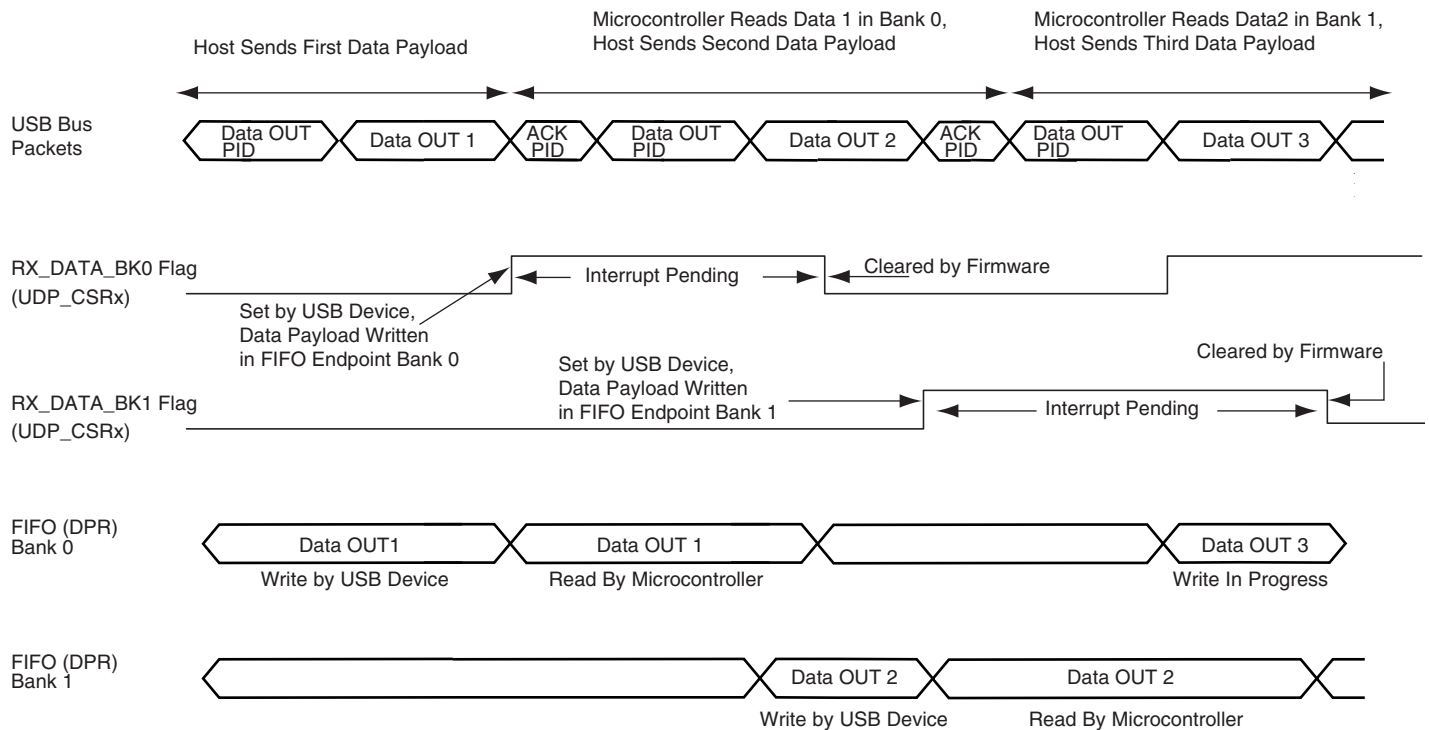 Host Sends First Data Payload
Microcontroller Reads Data 1 in Bank 0,
Host Sends Second Data Payload
Microcontroller Reads Data2 in Bank 1,
Host Sends Third Data Payload
USB Bus
Packets
Data OUT
PID
Data OUT 1
ACK
PID
Data OUT
PID
Data OUT 2
ACK
PID
Data OUT
PID
Data OUT 3
RX_DATA_BK0 Flag
(UDP_CSRx)
Interrupt Pending
Cleared by Firmware
Set by USB Device,
Data Payload Written
in FIFO Endpoint Bank 0
RX_DATA_BK1 Flag
(UDP_CSRx)
Set by USB Device,
Data Payload Written
in FIFO Endpoint Bank 1
Interrupt Pending
Cleared by Firmware
FIFO (DPR)
Bank 0
Data OUT1
Data OUT 1
Data OUT 3
Write by USB Device
Read By Microcontroller
Write In Progress
FIFO (DPR)
Bank 1
Data OUT 2
Data OUT 2
Write by USB Device
Read By Microcontroller